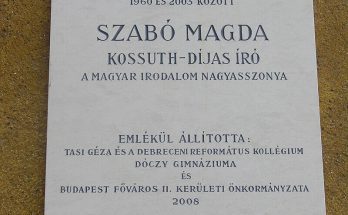 1960 ÉS 2003 KÖZÖTT
SZABÓ MAGDA
KOSSUTH-DÍJAS ÍRÓ
A MAGYAR IRODALOM NAGYASSZONYA
EMLÉKÜL ÁLLÍTOTTA:
TASI GÉZA ÉS A DEBRECENI REFORMÁTUS KOLLÉGIUM
DÓCZY GIMNÁZIUMA
ÉS
BUDAPEST FŐVÁROS II. KERÜLETI ÖNKORMÁNYZATA
2008